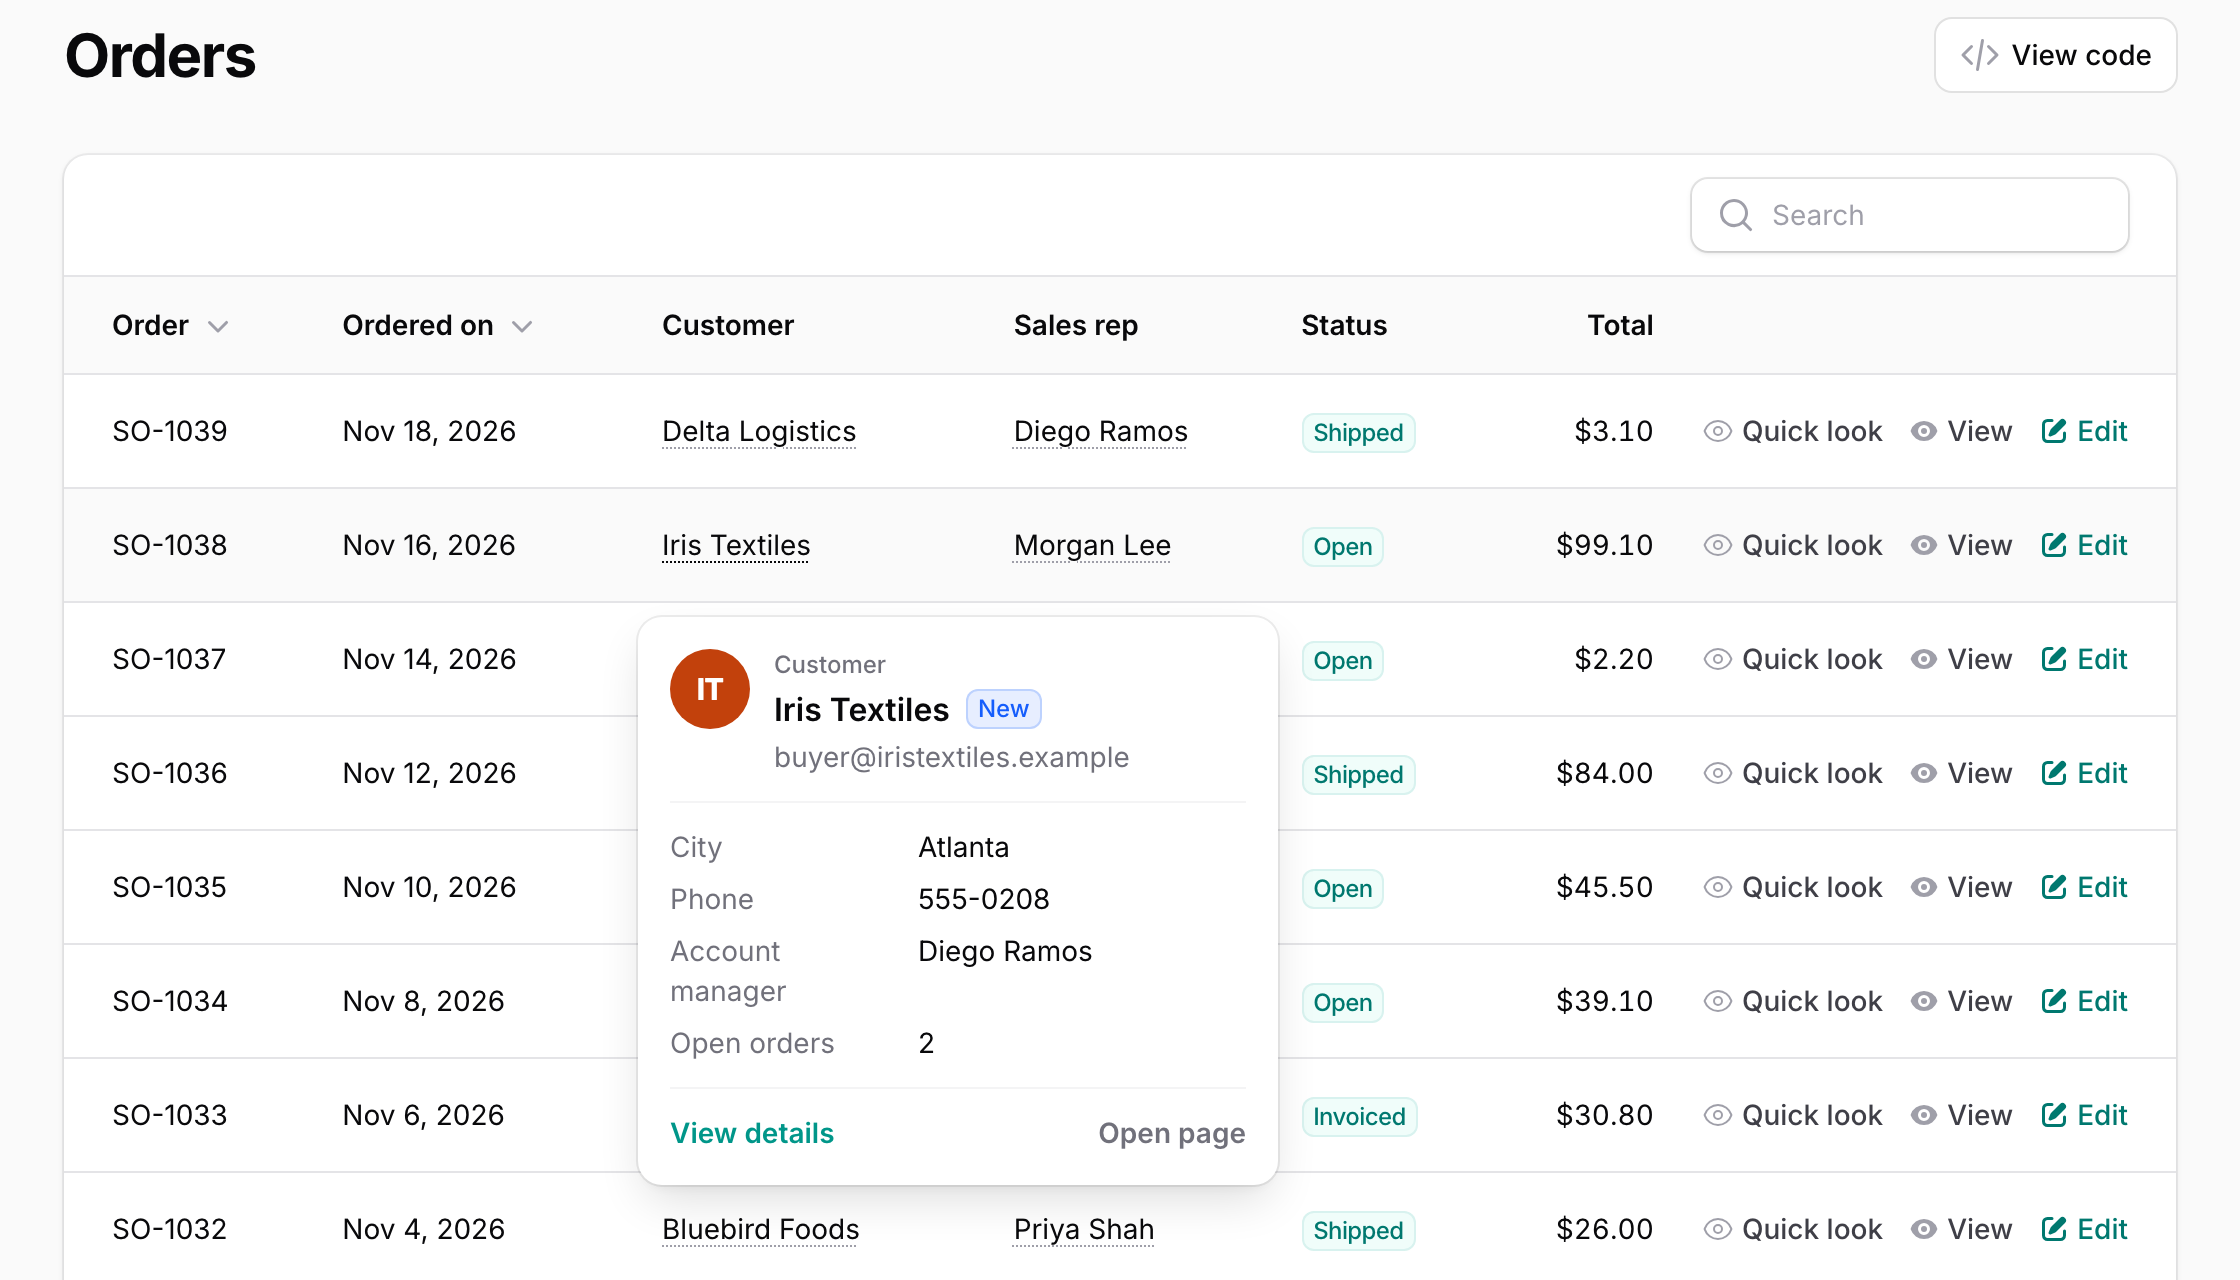 Orders
View code
Search
Order Ordered on Customer Sales rep Status Total
SO-1039 Nov 18, 2026 Delta Logistics Diego Ramos Shipped $3.10 Quick look View Edit
SO-1038 Nov 16, 2026 Iris Textiles Morgan Lee Open $99.10 Quick look View Edit
SO-1037 Nov 14, 2026 Open $2.20 Quick look View Edit
SO-1036 Nov 12, 2026 Shipped $84.00 Quick look View Edit
SO-1035 Nov 10, 2026 Open $45.50 Quick look View Edit
SO-1034 Nov 8, 2026 Open $39.10 Quick look View Edit
SO-1033 Nov 6, 2026 Invoiced $30.80 Quick look View Edit
SO-1032 Nov 4, 2026 Bluebird Foods Priya Shah Shipped $26.00 Quick look View Edit
IT
Customer
Iris Textiles New
buyer@iristextiles.example
City Atlanta
Phone 555-0208
Account manager Diego Ramos
Open orders 2
View details Open page